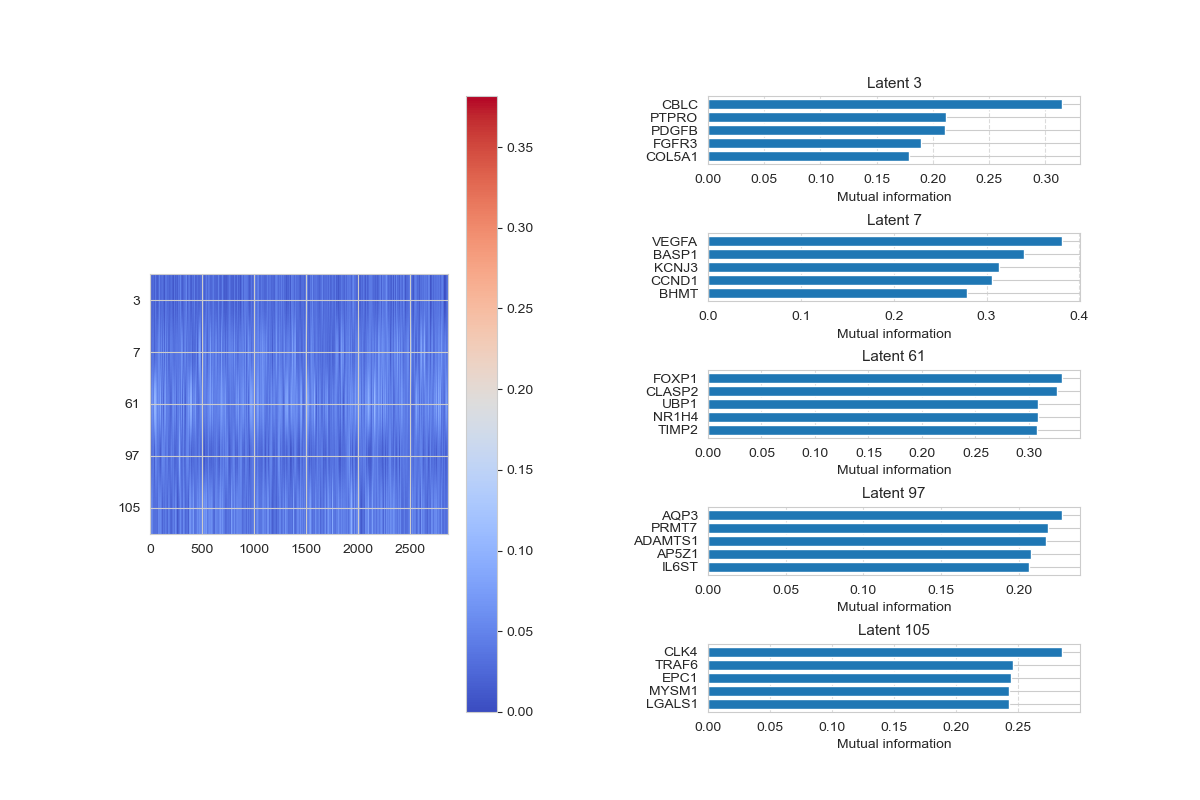 3
7
61
97
105
0 500 1000 1500 2000 2500
0.35
0.30
0.25
0.20
0.15
0.10
0.05
0.00
Latent 3
CBLC
PTPRO
PDGFB
FGFR3
COL5A1
0.00 0.05 0.10 0.15 0.20 0.25 0.30
Mutual information
Latent 7
VEGFA
BASP1
KCNJ3
CCND1
BHMT
0.0 0.1 0.2 0.3 0.4
Mutual information
Latent 61
FOXP1
CLASP2
UBP1
NR1H4
TIMP2
0.00 0.05 0.10 0.15 0.20 0.25 0.30
Mutual information
Latent 97
AQP3
PRMT7
ADAMTS1
AP5Z1
IL6ST
0.00 0.05 0.10 0.15 0.20
Mutual information
Latent 105
CLK4
TRAF6
EPC1
MYSM1
LGALS1
0.00 0.05 0.10 0.15 0.20 0.25
Mutual information